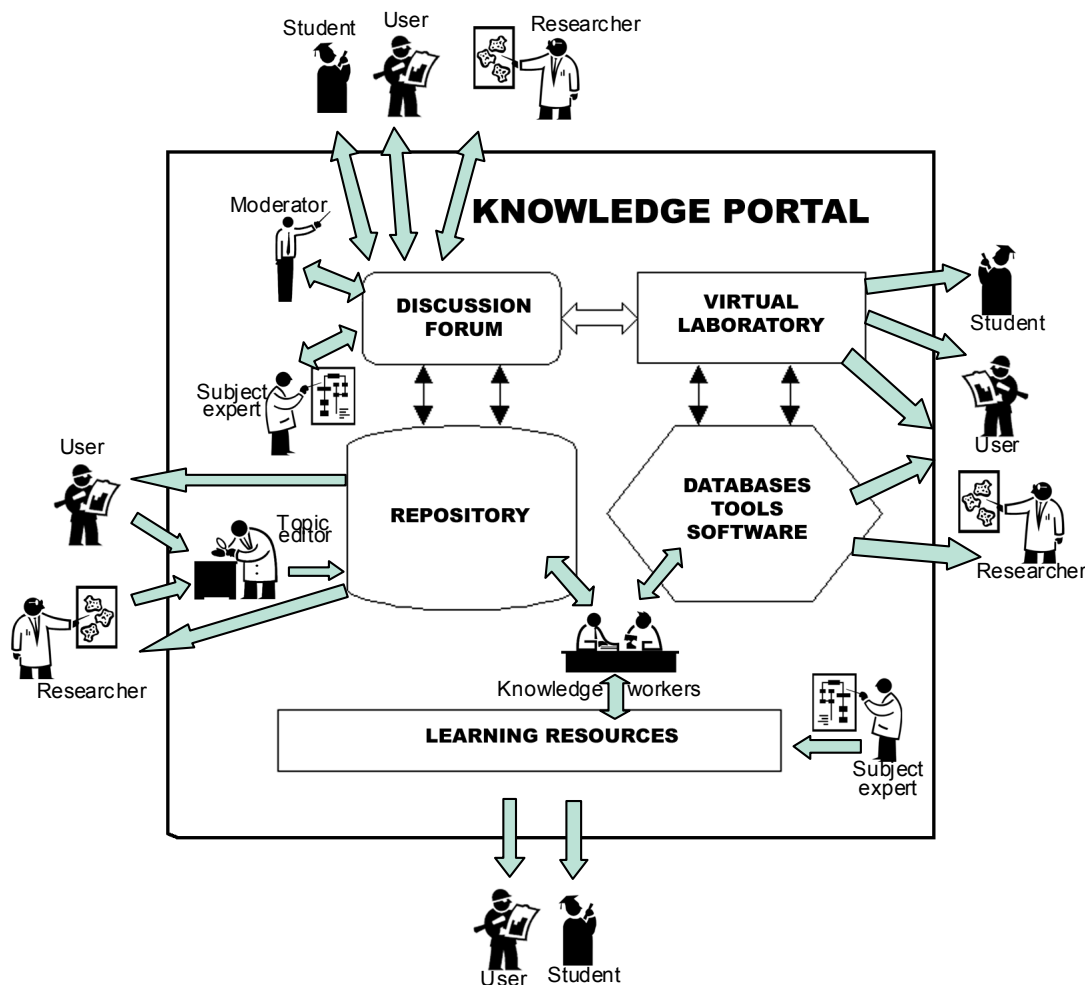 Student
User
Researcher
KNOWLEDGE PORTAL
Moderator
DISCUSSION
FORUM
VIRTUAL
LABORATORY
Student
Subject
expert
User
User
REPOSITORY
DATABASES
TOOLS
SOFTWARE
Topic
editor
Researcher
Researcher
Knowledge workers
LEARNING RESOURCES
Subject
expert
User
Student